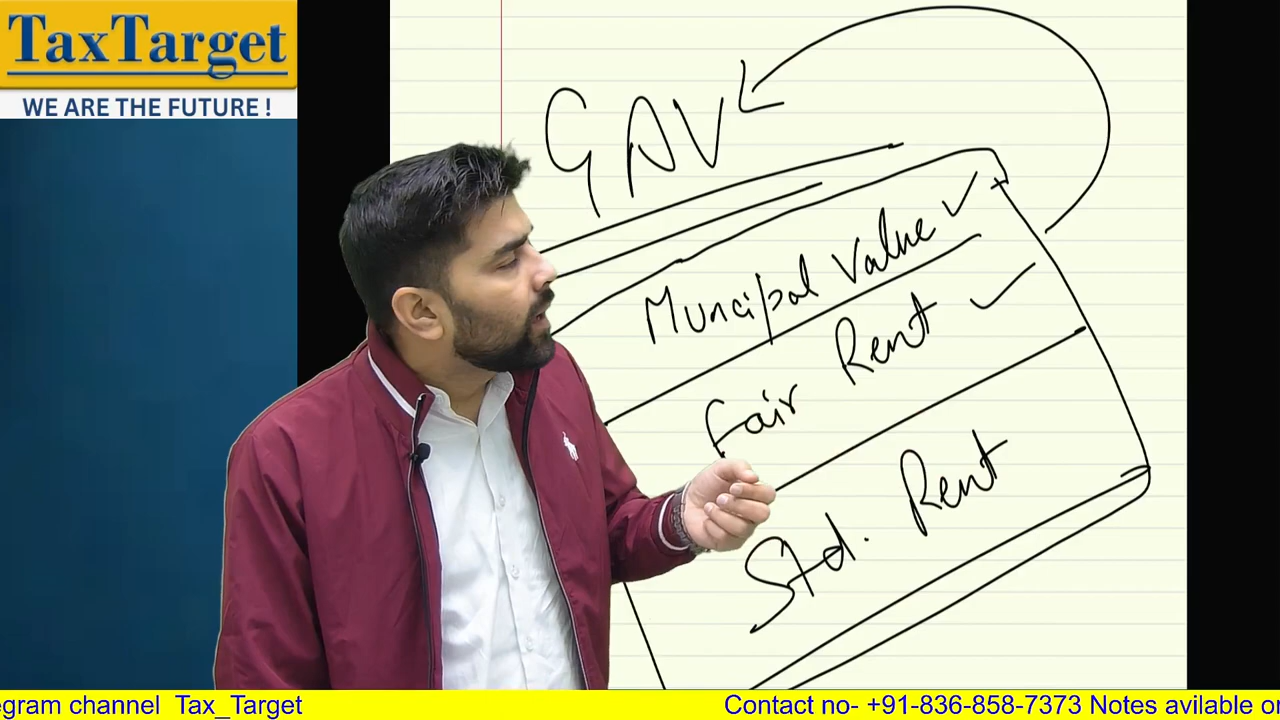 TaxTarget
WE ARE THE FUTURE !
GAV
Muncipal Value
Fair Rent
Std. Rent
egram channel Tax_Target
Contact no- +91-836-858-7373 Notes avilable o